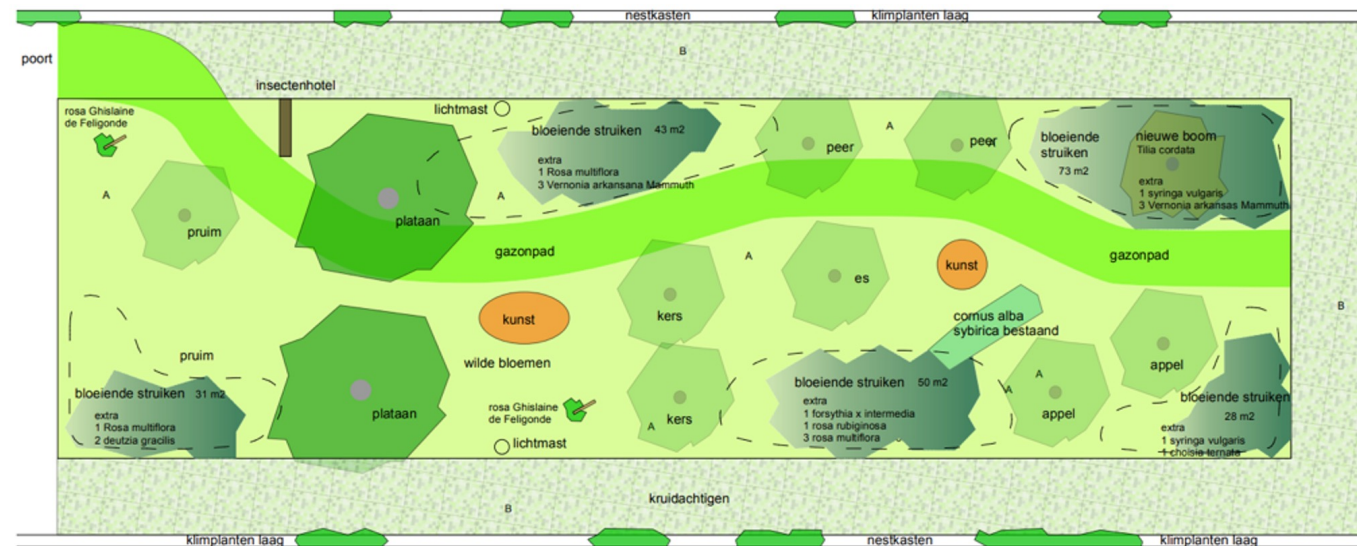 nestkasten
klimplanten laag
poort
B
insectenhotel
rosa Ghislaine
de Feligonde
lichtmast
bloeiende struiken 43 m2
extra
1 Rosa multiflora
3 Vernonia arkansana Mammuth
peer
A
peer
bloeiende
struiken
73 m2
nieuwe boom
Tilia cordata
extra
1 syringa vulgaris
3 Vernonia arkansas Mammuth
A
A
pruim
plataan
gazonpad
A
gazonpad
es
kunst
B
kunst
kers
cornus alba
sybirica bestaand
pruim
wilde bloemen
appel
bloeiende struiken 31 m2
extra
1 Rosa multiflora
2 deutzia gracilis
plataan
rosa Ghislaine
de Feligonde
lichtmast
A
kers
bloeiende struiken 50 m2
extra
1 forsythia x intermedia
1 rosa rubiginosa
3 rosa multiflora
A
A
appel
bloeiende struiken
28 m2
extra
1 syringa vulgaris
1 choisia ternata
kruidachtigen
B
klimplanten laag
nestkasten
klimplanten laag